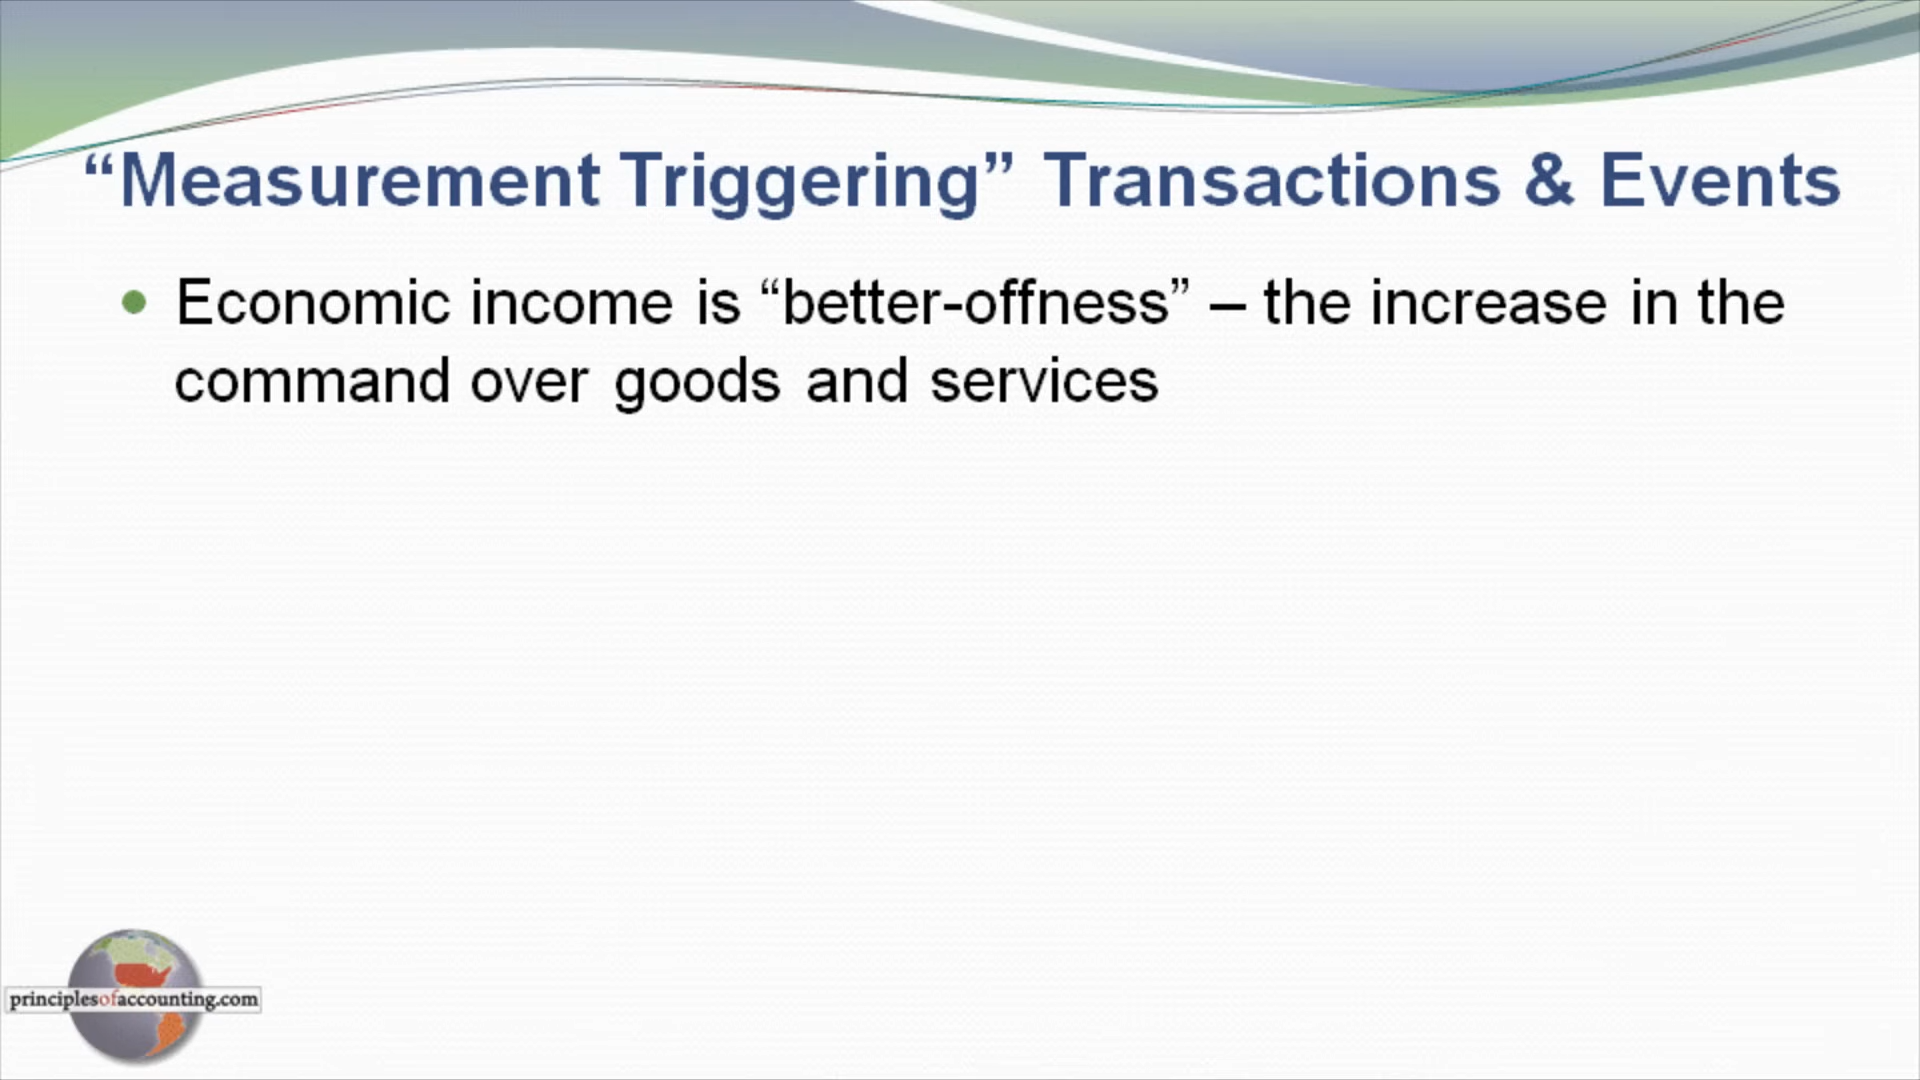 “Measurement Triggering” Transactions & Events
• Economic income is “better-offness” – the increase in the
command over goods and services
principlesofaccounting.com